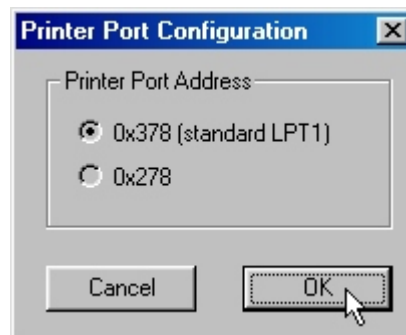 Printer Port Configuration
Printer Port Address
0x378 (standard LPT1)
0x278
Cancel
OK